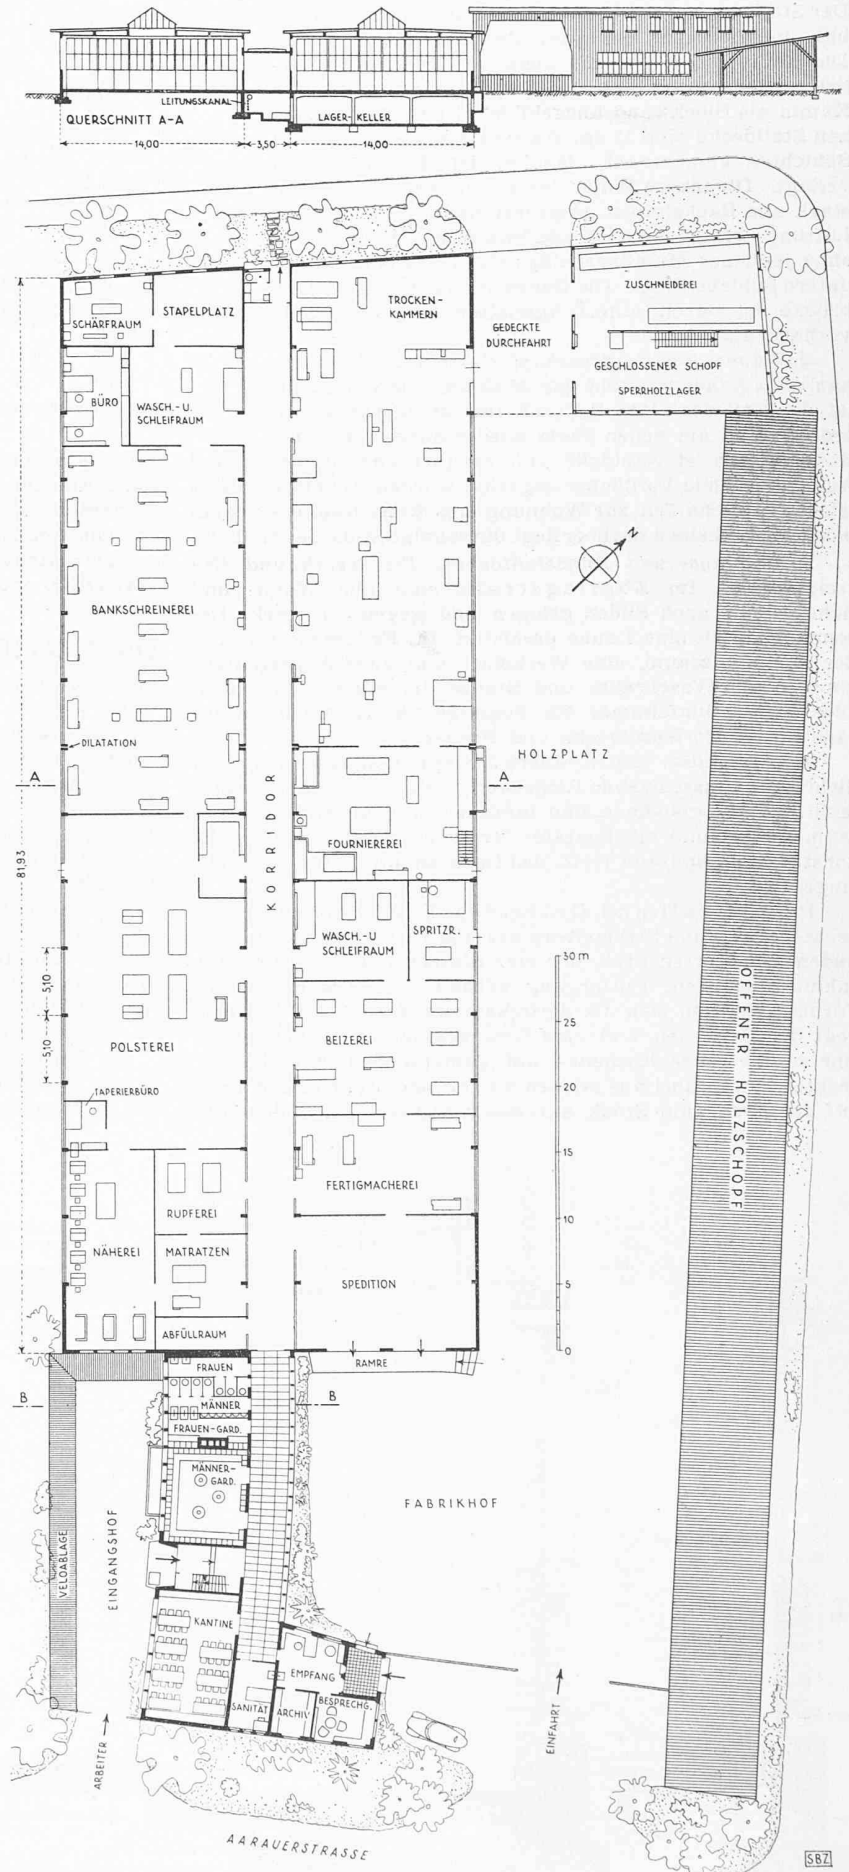 LEITUNGSKANAL
QUERSCHNITT A-A
LAGER-KELLER
14,00
3,50
14,00
SCHÄRFRAUM
STAPELPLATZ
TROCKEN-
KAMMERN
ZUSCHNEIDEREI
GEDECKTE
DURCHFAHRT
GESCHLOSSENER SCHOPF
SPERRHOLZLAGER
BÜRO
WASCH.-U.
SCHLEIFRAUM
N
BANKSCHREINEREI
DILATATION
HOLZPLATZ
A
A
KORRIDOR
81,93
FOURNIEREREI
WASCH.-U
SCHLEIFRAUM
SPRITZR.
30 m
5,10
5,10
25
POLSTEREI
BEIZEREI
OFFENER HOLZSCHOPF
20
TAPERIERBÜRO
15
RUPFEREI
FERTIGMACHEREI
10
NÄHEREI
MATRATZEN
SPEDITION
5
ABFÜLLRAUM
0
RAMRE
FRAUEN
B
B
MÄNNER
FRAUEN-GARD.
MÄNNER-
GARD.
FABRIKHOF
VELOABLAGE
EINGANGSHOF
KANTINE
EMPFANG
SANITÄT
ARCHIV
BESPRECHG.
EINFAHRT
ARBEITER
AARAUERSTRASSE
SBZ